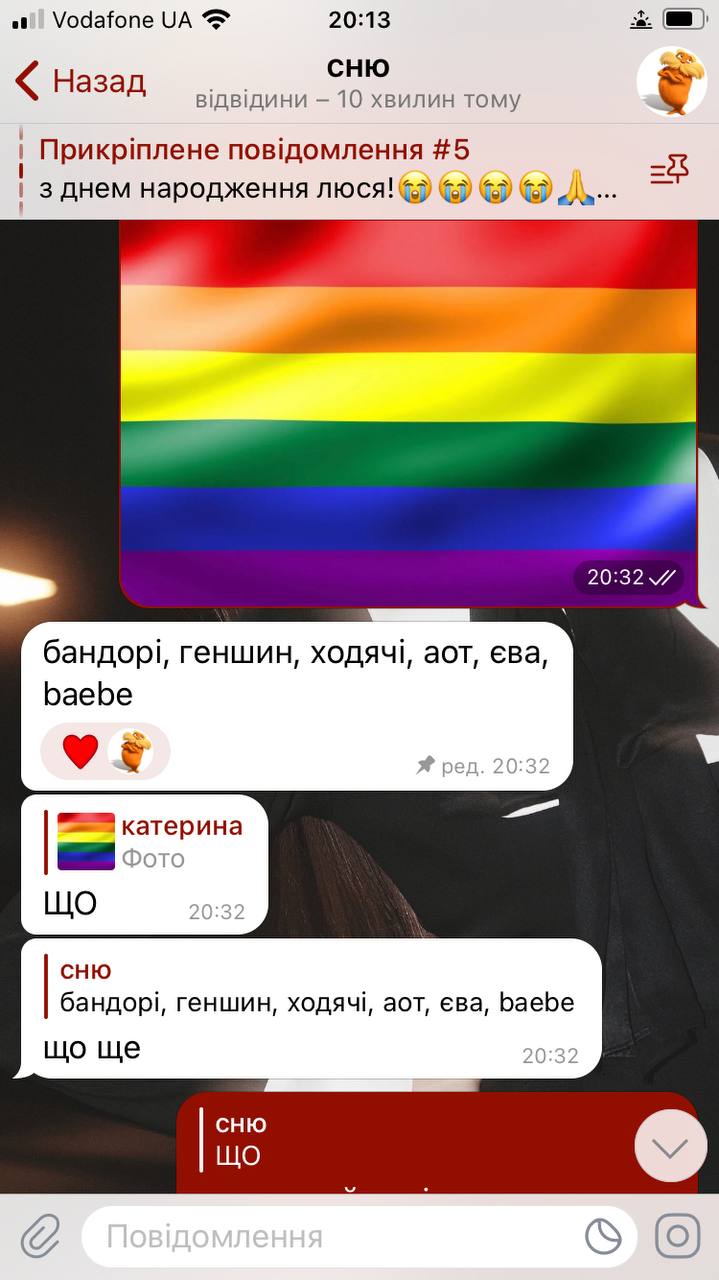 Vodafone UA
20:13
Назад
сню
відвідини – 10 хвилин тому
Прикріплене повідомлення #5
з днем народження люся!😭😭😭😭🙏...
20:32
бандорі, геншин, ходячі, аот, єва,
baebe
ред. 20:32
катерина
Фото
ЩО
20:32
сню
бандорі, геншин, ходячі, аот, єва, baebe
що ще
20:32
сню
ЩО
Повідомлення